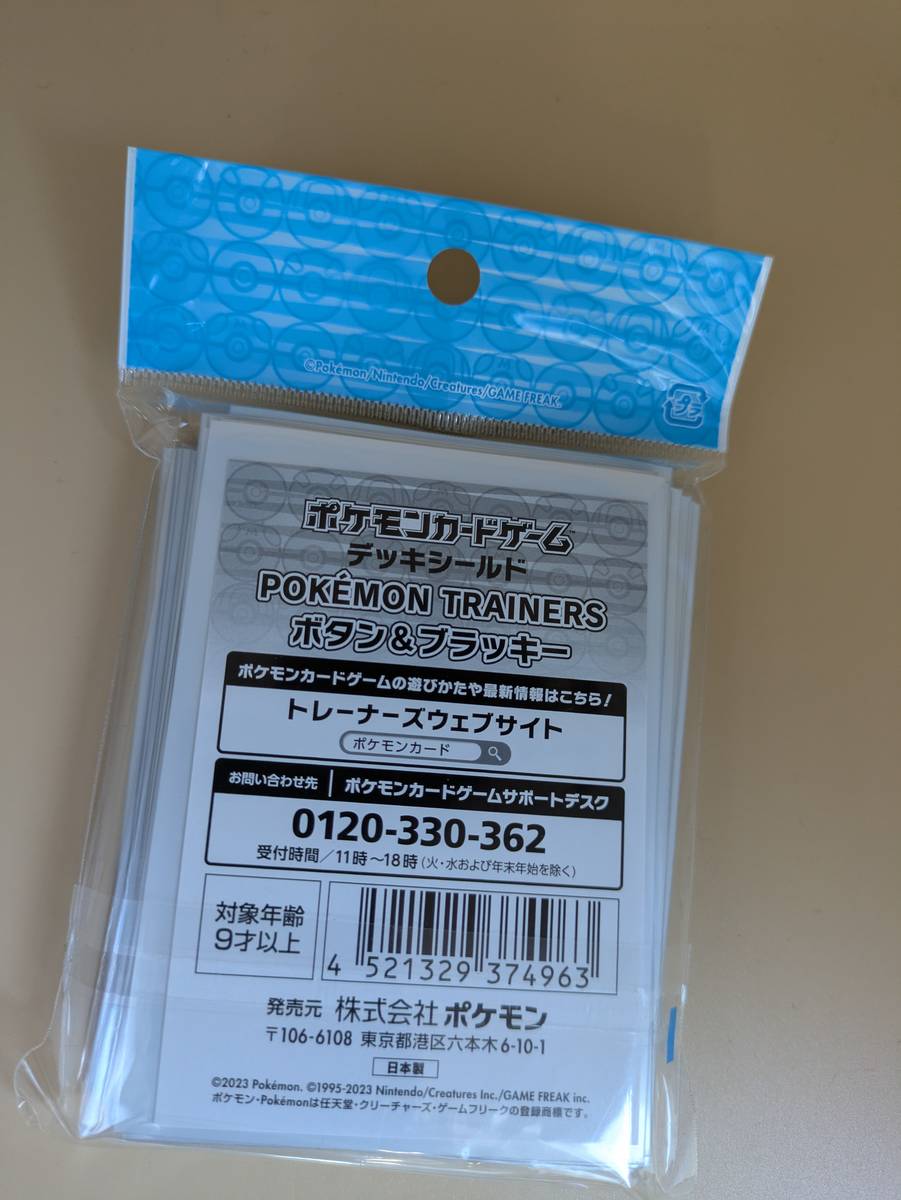 ©Pokémon/Nintendo/Creatures/GAME FREAK.
プラ
ポケモンカードゲーム
デッキシールド
POKÉMON TRAINERS
ボタン&ブラッキー
ポケモンカードゲームの遊びかたや最新情報はこちら!
トレーナーズウェブサイト
ポケモンカード
お問い合わせ先 ポケモンカードゲームサポートデスク
0120-330-362
受付時間/11時~18時(火・水および年末年始を除く)
対象年齢
9才以上
4 521329 374963
発売元 株式会社ポケモン
〒106-6108 東京都港区六本木6-10-1
日本製
©2023 Pokémon. ©1995-2023 Nintendo/Creatures Inc./GAME FREAK inc.
ポケモン・Pokémonは任天堂・クリーチャーズ・ゲームフリークの登録商標です。